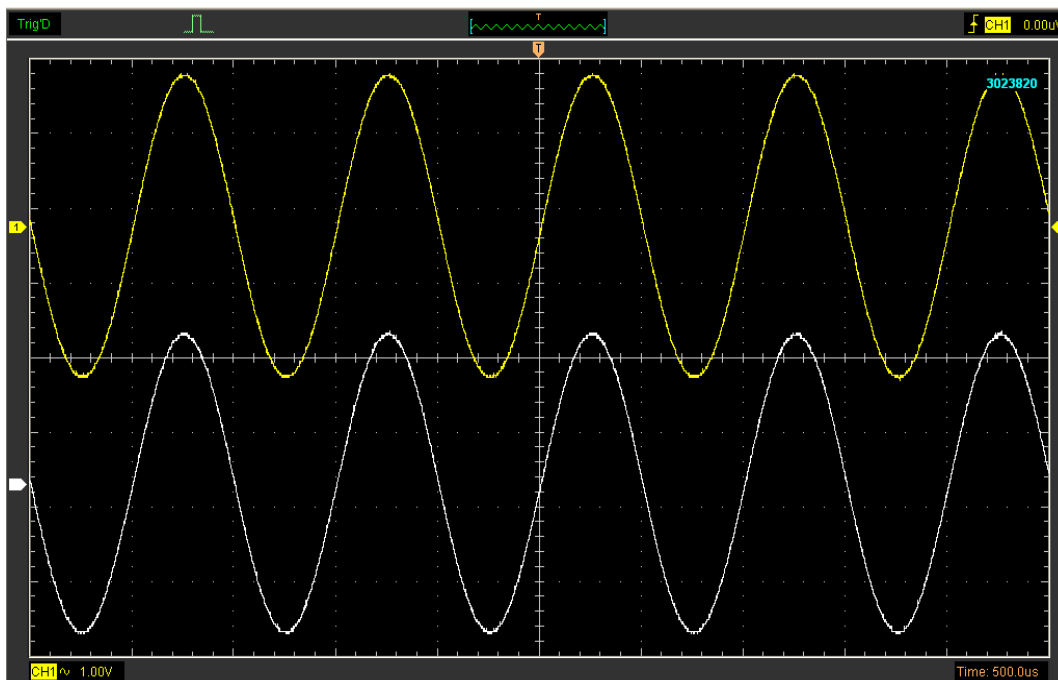 Trig'D
T
CH1 0.00uV
T
3023820
1
CH1 ∿ 1.00V
Time: 500.0us